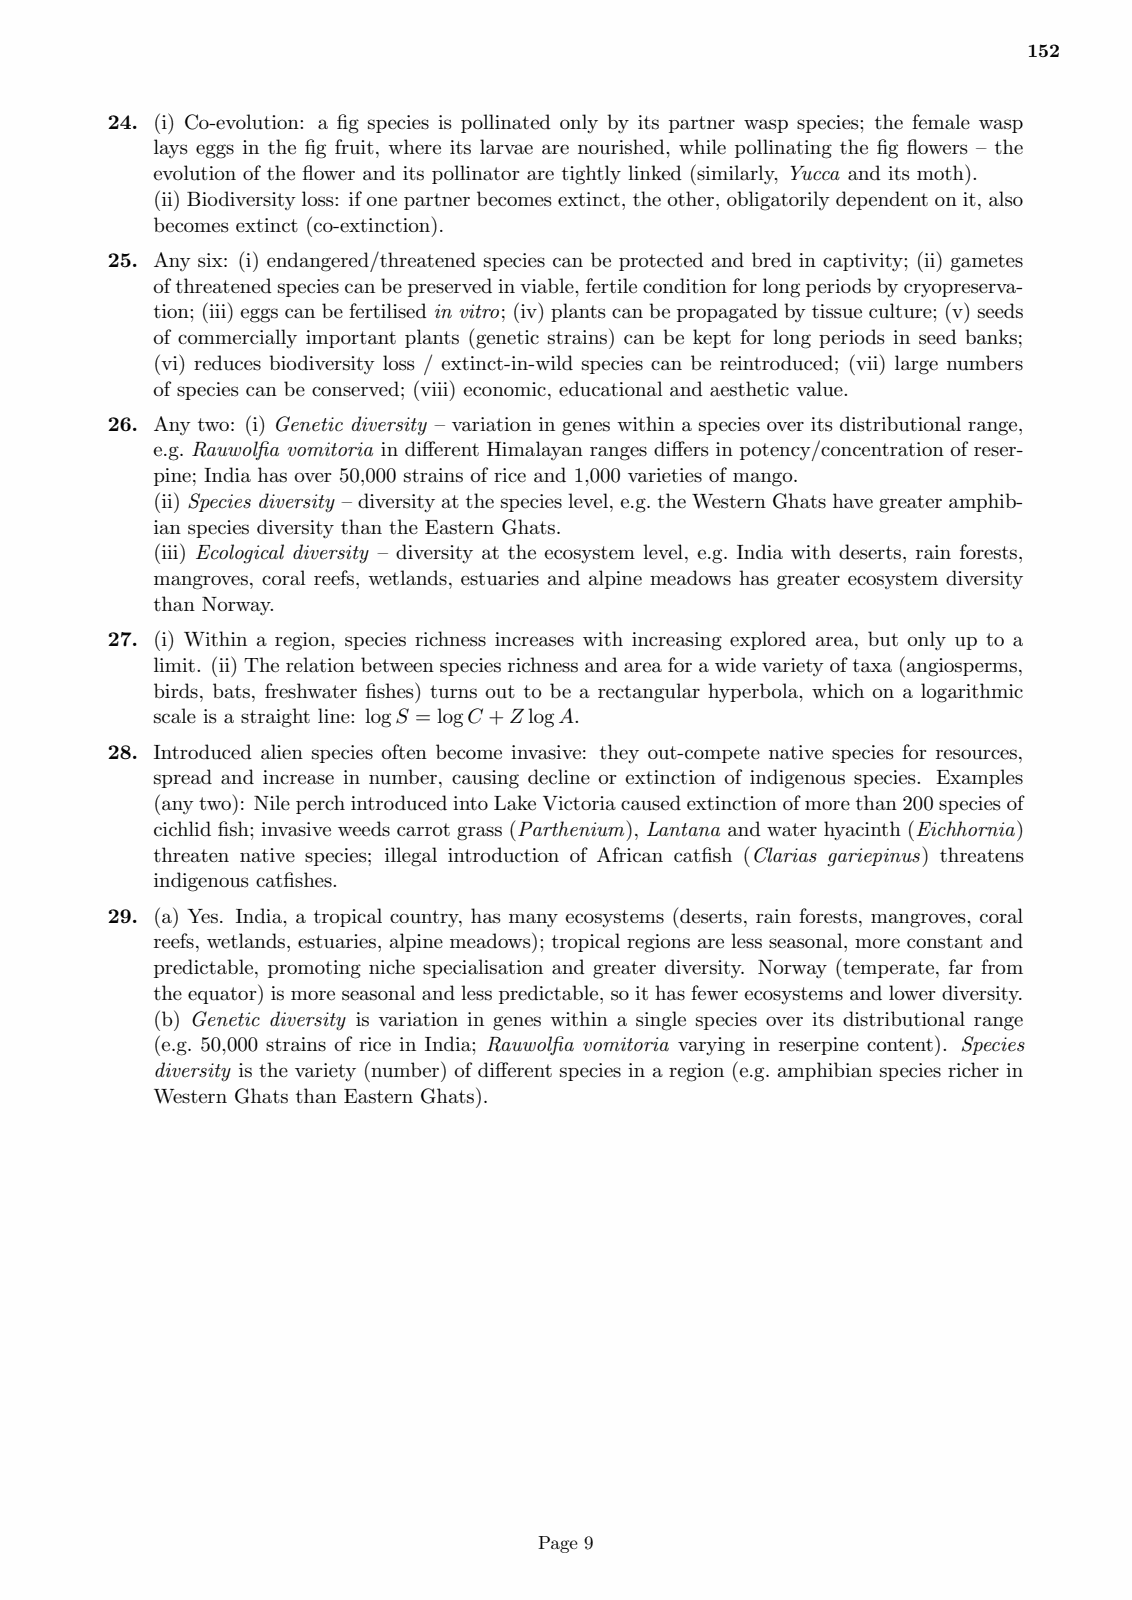 152
24. (i) Co-evolution: a fig species is pollinated only by its partner wasp species; the female wasp
lays eggs in the fig fruit, where its larvae are nourished, while pollinating the fig flowers – the
evolution of the flower and its pollinator are tightly linked (similarly, Yucca and its moth).
(ii) Biodiversity loss: if one partner becomes extinct, the other, obligatorily dependent on it, also
becomes extinct (co-extinction).
25. Any six: (i) endangered/threatened species can be protected and bred in captivity; (ii) gametes
of threatened species can be preserved in viable, fertile condition for long periods by cryopreserva-
tion; (iii) eggs can be fertilised in vitro; (iv) plants can be propagated by tissue culture; (v) seeds
of commercially important plants (genetic strains) can be kept for long periods in seed banks;
(vi) reduces biodiversity loss / extinct-in-wild species can be reintroduced; (vii) large numbers
of species can be conserved; (viii) economic, educational and aesthetic value.
26. Any two: (i) Genetic diversity – variation in genes within a species over its distributional range,
e.g. Rauwolfia vomitoria in different Himalayan ranges differs in potency/concentration of reser-
pine; India has over 50,000 strains of rice and 1,000 varieties of mango.
(ii) Species diversity – diversity at the species level, e.g. the Western Ghats have greater amphib-
ian species diversity than the Eastern Ghats.
(iii) Ecological diversity – diversity at the ecosystem level, e.g. India with deserts, rain forests,
mangroves, coral reefs, wetlands, estuaries and alpine meadows has greater ecosystem diversity
than Norway.
27. (i) Within a region, species richness increases with increasing explored area, but only up to a
limit. (ii) The relation between species richness and area for a wide variety of taxa (angiosperms,
birds, bats, freshwater fishes) turns out to be a rectangular hyperbola, which on a logarithmic
scale is a straight line: log S = log C + Z log A.
28. Introduced alien species often become invasive: they out-compete native species for resources,
spread and increase in number, causing decline or extinction of indigenous species. Examples
(any two): Nile perch introduced into Lake Victoria caused extinction of more than 200 species of
cichlid fish; invasive weeds carrot grass (Parthenium), Lantana and water hyacinth (Eichhornia)
threaten native species; illegal introduction of African catfish (Clarias gariepinus) threatens
indigenous catfishes.
29. (a) Yes. India, a tropical country, has many ecosystems (deserts, rain forests, mangroves, coral
reefs, wetlands, estuaries, alpine meadows); tropical regions are less seasonal, more constant and
predictable, promoting niche specialisation and greater diversity. Norway (temperate, far from
the equator) is more seasonal and less predictable, so it has fewer ecosystems and lower diversity.
(b) Genetic diversity is variation in genes within a single species over its distributional range
(e.g. 50,000 strains of rice in India; Rauwolfia vomitoria varying in reserpine content). Species
diversity is the variety (number) of different species in a region (e.g. amphibian species richer in
Western Ghats than Eastern Ghats).
Page 9